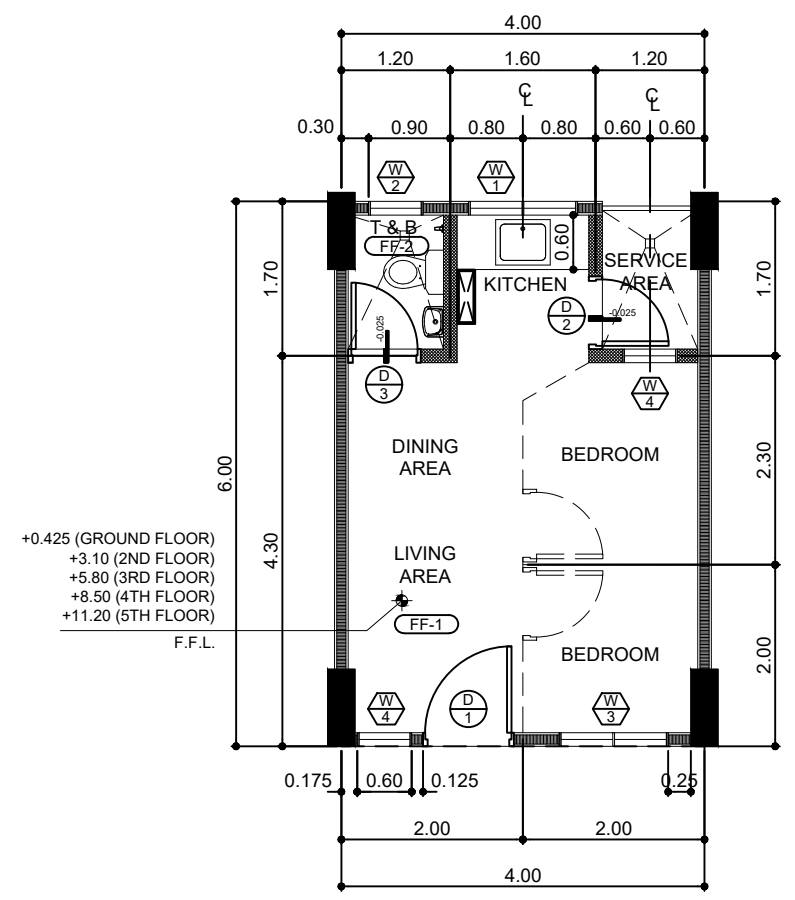 4.00
1.20 1.60 1.20
℄ ℄
0.30 0.90 0.80 0.80 0.60 0.60
W
2
W
1
T & B
FF-2
0.60
SERVICE
AREA
KITCHEN
1.70
1.70
D
2
-0.025
-0.025
D
3
W
4
DINING
AREA
BEDROOM
2.30
6.00
4.30
+0.425 (GROUND FLOOR)
+3.10 (2ND FLOOR)
+5.80 (3RD FLOOR)
+8.50 (4TH FLOOR)
+11.20 (5TH FLOOR)
F.F.L.
LIVING
AREA
FF-1
BEDROOM
2.00
W
4
D
1
W
3
0.175 0.60 0.125 0.25
2.00 2.00
4.00